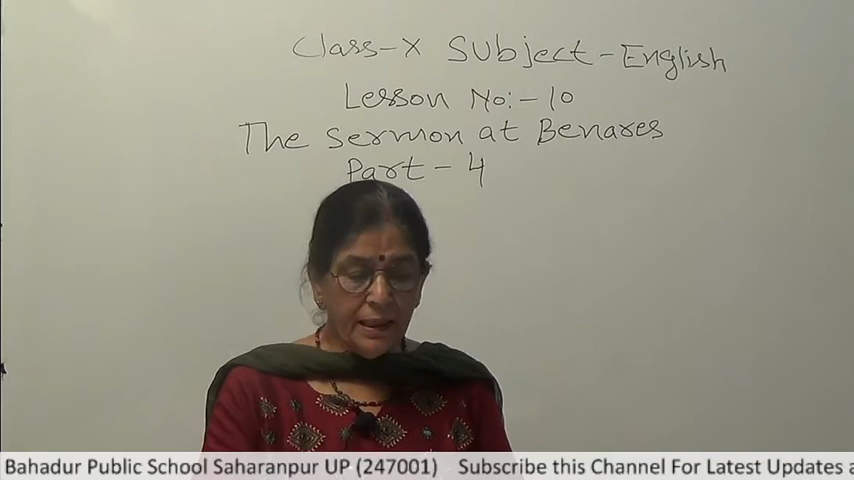 Class-X Subject-English
Lesson No:-10
The Sermon at Benares
Part-4
Bahadur Public School Saharanpur UP (247001) Subscribe this Channel For Latest Updates a